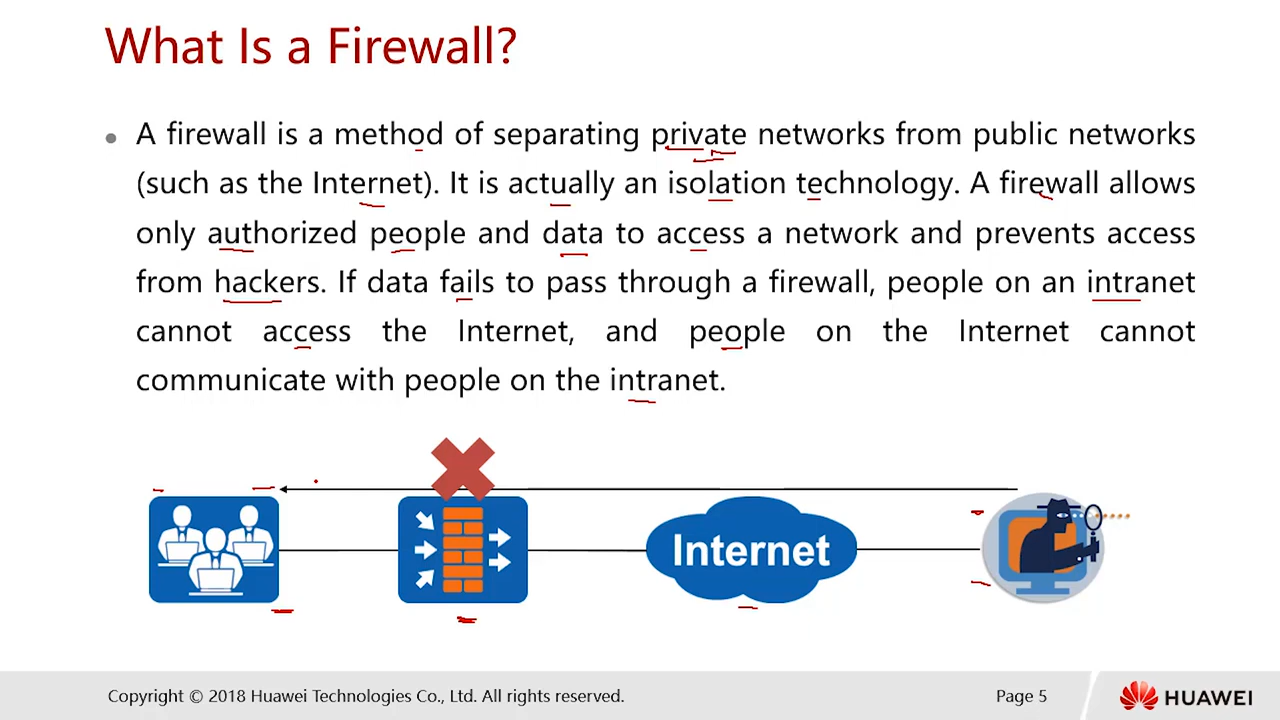 What Is a Firewall?
• A firewall is a method of separating private networks from public networks
(such as the Internet). It is actually an isolation technology. A firewall allows
only authorized people and data to access a network and prevents access
from hackers. If data fails to pass through a firewall, people on an intranet
cannot access the Internet, and people on the Internet cannot
communicate with people on the intranet.
Internet
Copyright © 2018 Huawei Technologies Co., Ltd. All rights reserved.
Page 5
HUAWEI